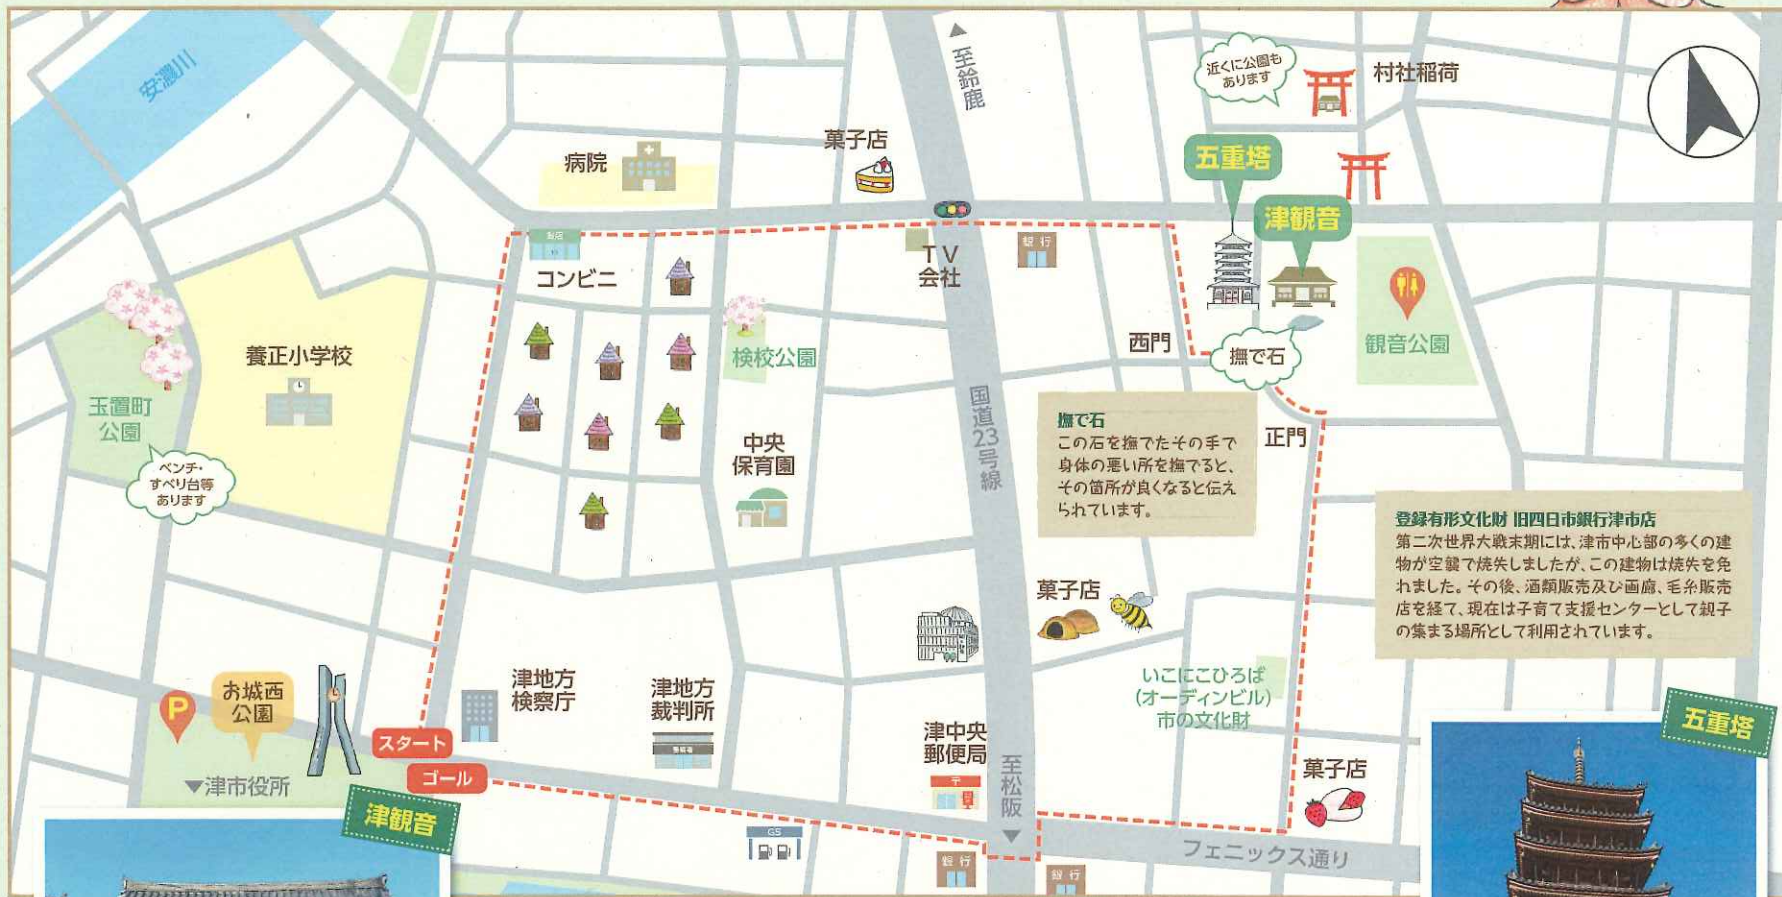 安濃川
至鈴鹿
近くに公園も
あります
村社稲荷
病院
菓子店
五重塔
津観音
飯店
コンビニ
TV
会社
銀行
養正小学校
検校公園
西門
撫で石
観音公園
玉置町
公園
ベンチ・
すべり台等
あります
国道23号線
撫で石
この石を撫でたその手で
身体の悪い所を撫でると、
その箇所が良くなると伝え
られています。
正門
中央
保育園
登録有形文化財 旧四日市銀行津市店
第二次世界大戦末期には、津市中心部の多くの建
物が空襲で焼失しましたが、この建物は焼失を免
れました。その後、酒類販売及び画廊、毛糸販売
店を経て、現在は子育て支援センターとして親子
の集まる場所として利用されています。
菓子店
お城西
公園
P
津地方
検察庁
津地方
裁判所
いこにこひろば
(オーディンビル)
市の文化財
スタート
ゴール
津中央
郵便局
〒
至松阪
菓子店
五重塔
津市役所
津観音
GS
銀行
銀行
フェニックス通り